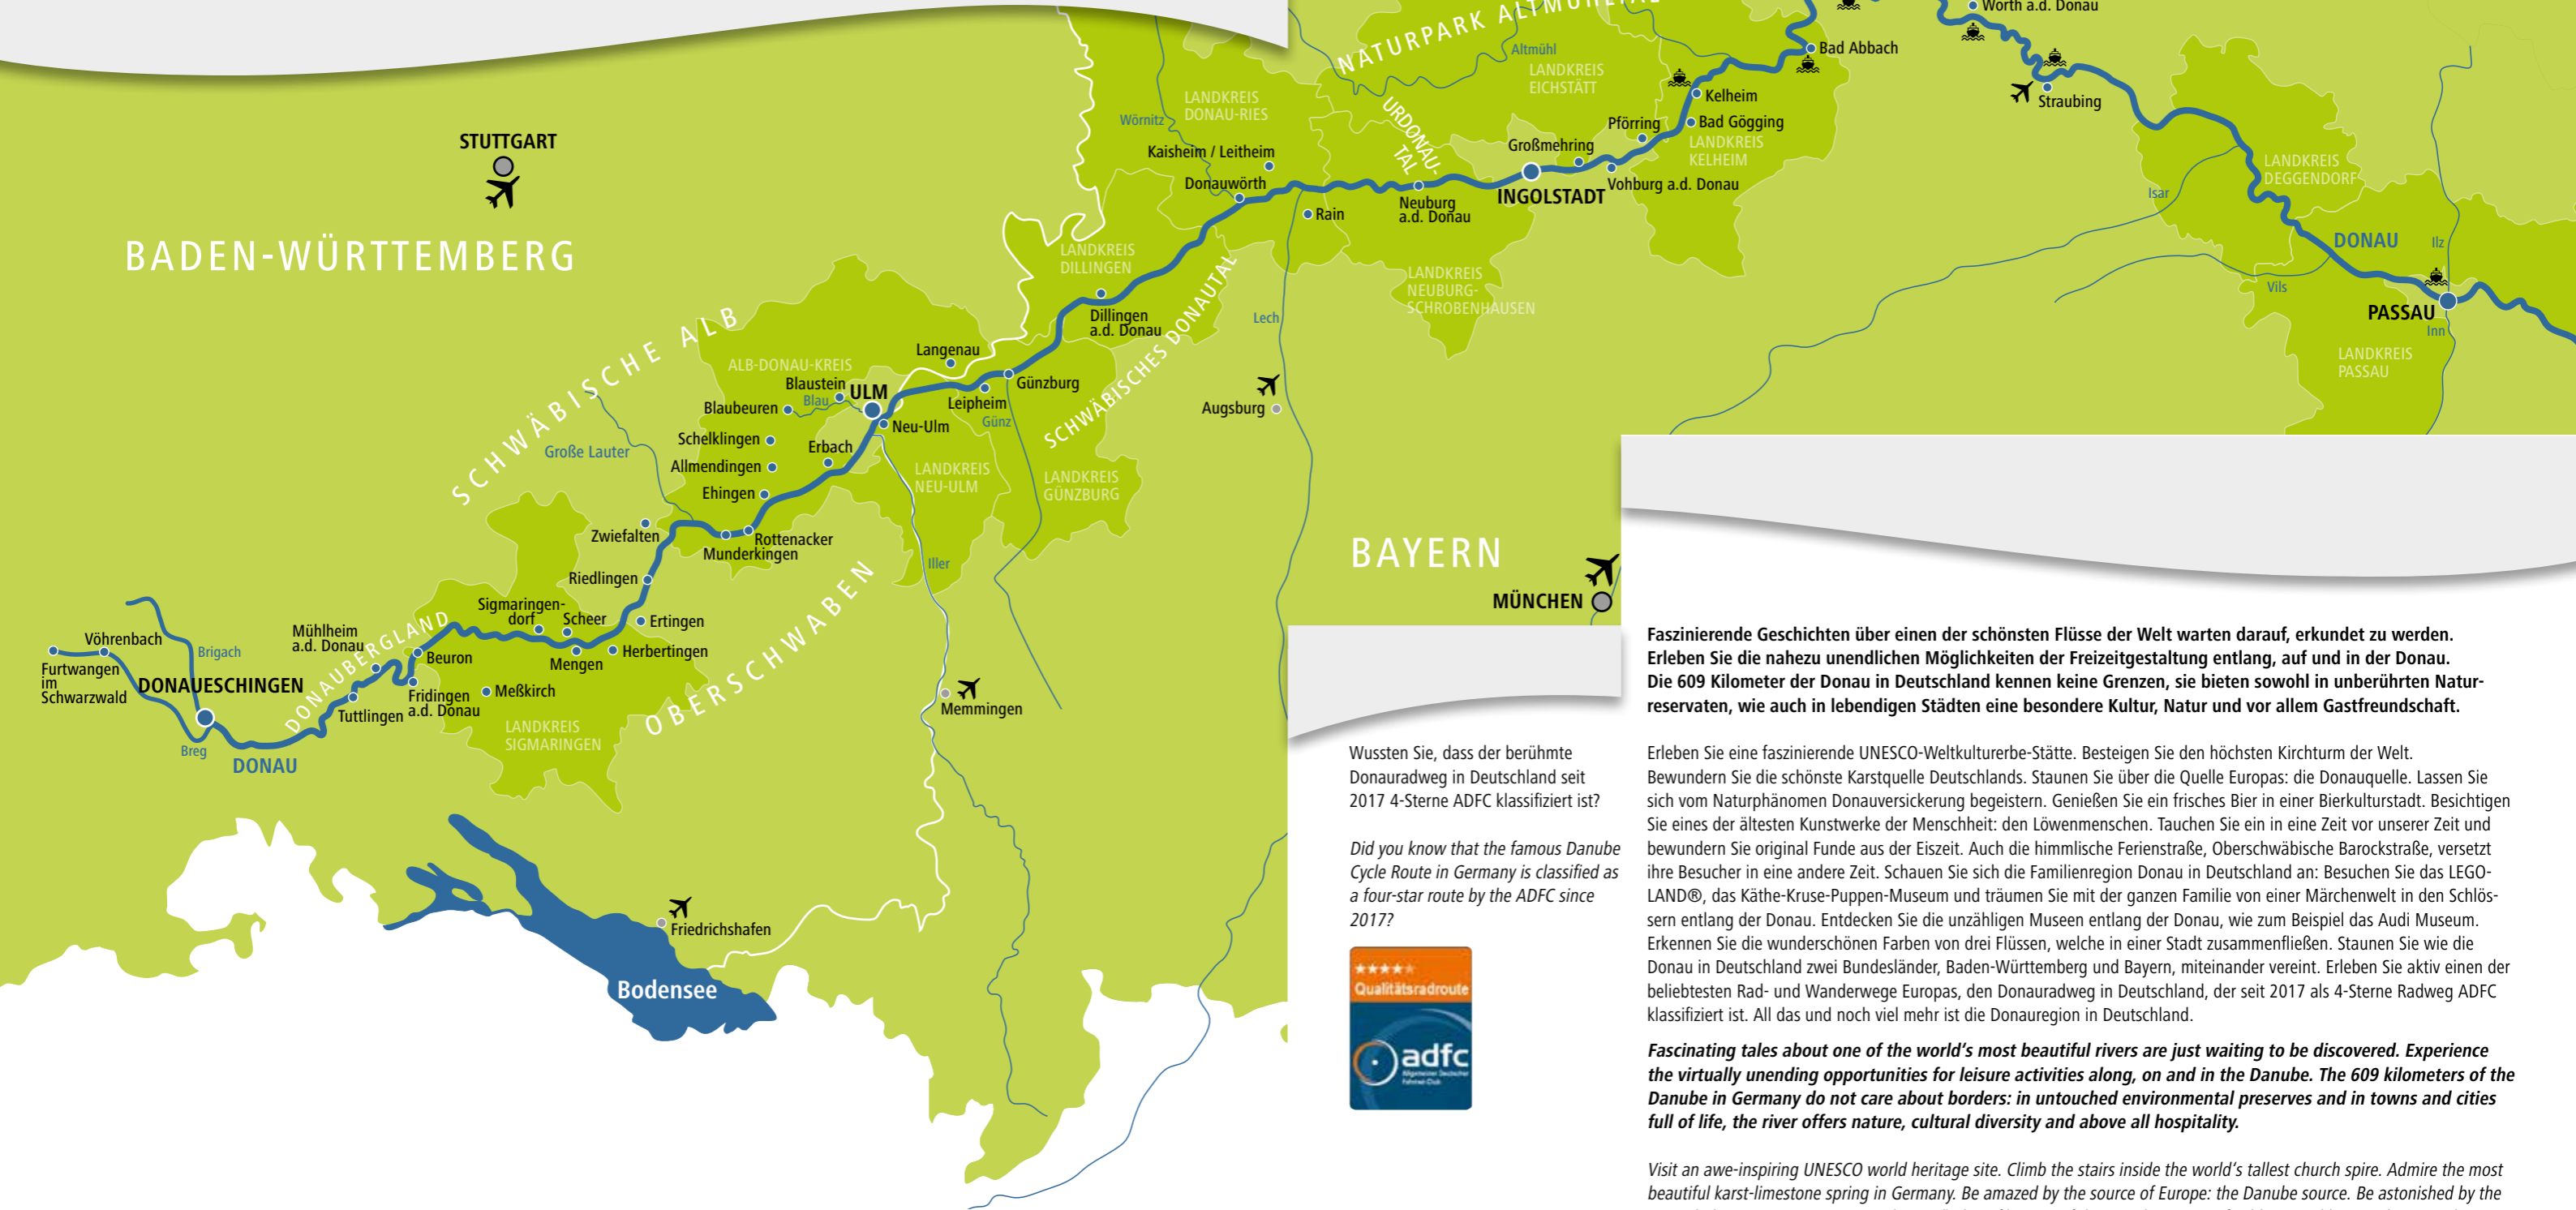 NATURPARK ALTMÜHLTAL
Altmühl
Wörth a.d. Donau
Bad Abbach
LANDKREIS
EICHSTÄTT
LANDKREIS
DONAU-RIES
Wörnitz
URDONAU-
TAL
Kelheim
Straubing
Pförring
Bad Gögging
STUTTGART
Kaisheim / Leitheim
Großmehring
LANDKREIS
KELHEIM
LANDKREIS
DEGGENDORF
Donauwörth
Vohburg a.d. Donau
INGOLSTADT
Isar
Neuburg
a.d. Donau
Rain
BADEN-WÜRTTEMBERG
LANDKREIS
DILLINGEN
DONAU
Ilz
LANDKREIS
NEUBURG-
SCHROBENHAUSEN
Vils
Dillingen
a.d. Donau
Lech
PASSAU
Inn
SCHWÄBISCHE ALB
SCHWÄBISCHES DONAUTAL
Langenau
LANDKREIS
PASSAU
ALB-DONAU-KREIS
Blaustein
ULM
Günzburg
Blau
Blaubeuren
Leipheim
Augsburg
Günz
Neu-Ulm
Schelklingen
Erbach
Große Lauter
Allmendingen
LANDKREIS
NEU-ULM
LANDKREIS
GÜNZBURG
Ehingen
Zwiefalten
Rottenacker
Munderkingen
BAYERN
Iller
Riedlingen
MÜNCHEN
Sigmaringen-
dorf
Scheer
Ertingen
Mühlheim
a.d. Donau
Vöhrenbach
Brigach
DONAUBERGLAND
Beuron
Mengen
Herbertingen
Furtwangen
im
Schwarzwald
DONAUESCHINGEN
Meßkirch
OBERSCHWABEN
Fridingen
a.d. Donau
Tuttlingen
Memmingen
LANDKREIS
SIGMARINGEN
Breg
DONAU
Friedrichshafen
Bodensee
Wussten Sie, dass der berühmte
Donauradweg in Deutschland seit
2017 4-Sterne ADFC klassifiziert ist?
Did you know that the famous Danube
Cycle Route in Germany is classified as
a four-star route by the ADFC since
2017?
Qualitätsradroute
adfc
Allgemeiner Deutscher
Fahrrad-Club
Faszinierende Geschichten über einen der schönsten Flüsse der Welt warten darauf, erkundet zu werden.
Erleben Sie die nahezu unendlichen Möglichkeiten der Freizeitgestaltung entlang, auf und in der Donau.
Die 609 Kilometer der Donau in Deutschland kennen keine Grenzen, sie bieten sowohl in unberührten Natur-
reservaten, wie auch in lebendigen Städten eine besondere Kultur, Natur und vor allem Gastfreundschaft.
Erleben Sie eine faszinierende UNESCO-Weltkulturerbe-Stätte. Besteigen Sie den höchsten Kirchturm der Welt.
Bewundern Sie die schönste Karstquelle Deutschlands. Staunen Sie über die Quelle Europas: die Donauquelle. Lassen Sie
sich vom Naturphänomen Donauversickerung begeistern. Genießen Sie ein frisches Bier in einer Bierkulturstadt. Besichtigen
Sie eines der ältesten Kunstwerke der Menschheit: den Löwenmenschen. Tauchen Sie ein in eine Zeit vor unserer Zeit und
bewundern Sie original Funde aus der Eiszeit. Auch die himmlische Ferienstraße, Oberschwäbische Barockstraße, versetzt
ihre Besucher in eine andere Zeit. Schauen Sie sich die Familienregion Donau in Deutschland an: Besuchen Sie das LEGO-
LAND®, das Käthe-Kruse-Puppen-Museum und träumen Sie mit der ganzen Familie von einer Märchenwelt in den Schlös-
sern entlang der Donau. Entdecken Sie die unzähligen Museen entlang der Donau, wie zum Beispiel das Audi Museum.
Erkennen Sie die wunderschönen Farben von drei Flüssen, welche in einer Stadt zusammenfließen. Staunen Sie wie die
Donau in Deutschland zwei Bundesländer, Baden-Württemberg und Bayern, miteinander vereint. Erleben Sie aktiv einen der
beliebtesten Rad- und Wanderwege Europas, den Donauradweg in Deutschland, der seit 2017 als 4-Sterne Radweg ADFC
klassifiziert ist. All das und noch viel mehr ist die Donauregion in Deutschland.
Fascinating tales about one of the world's most beautiful rivers are just waiting to be discovered. Experience
the virtually unending opportunities for leisure activities along, on and in the Danube. The 609 kilometers of the
Danube in Germany do not care about borders: in untouched environmental preserves and in towns and cities
full of life, the river offers nature, cultural diversity and above all hospitality.
Visit an awe-inspiring UNESCO world heritage site. Climb the stairs inside the world's tallest church spire. Admire the most
beautiful karst-limestone spring in Germany. Be amazed by the source of Europe: the Danube source. Be astonished by the